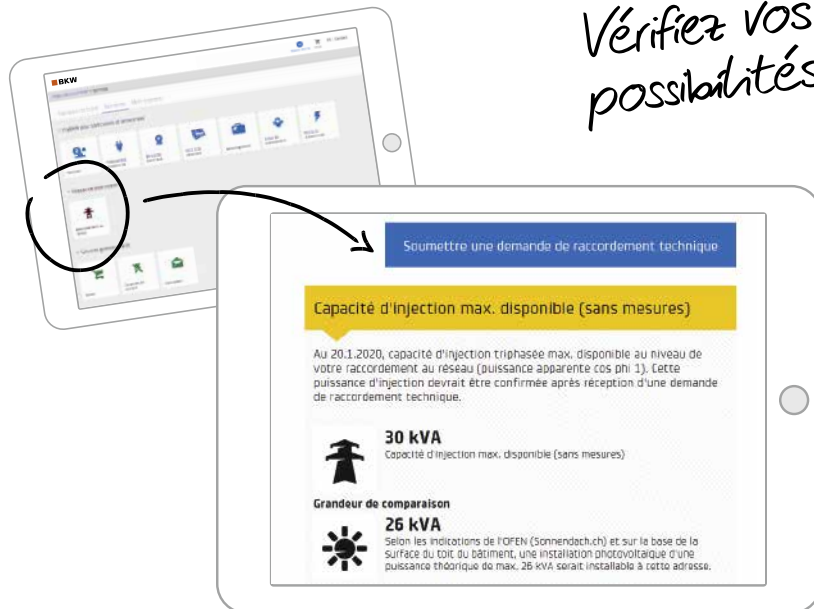 Vérifiez vos
possibilités
BKW
Soumettre une demande de raccordement technique
Capacité d'injection max. disponible (sans mesures)
Au 20.1.2020, capacité d'injection triphasée max. disponible au niveau de
votre raccordement au réseau (puissance apparente cos phi 1). Cette
puissance d'injection devrait être confirmée après réception d'une demande
de raccordement technique.
30 kVA
Capacité d'injection max. disponible (sans mesures)
Grandeur de comparaison
26 kVA
Selon les indications de l'OFEN (Sonnendach.ch) et sur la base de la
surface du toit du bâtiment, une installation photovoltaïque d'une
puissance théorique de max. 26 kVA serait installable à cette adresse.